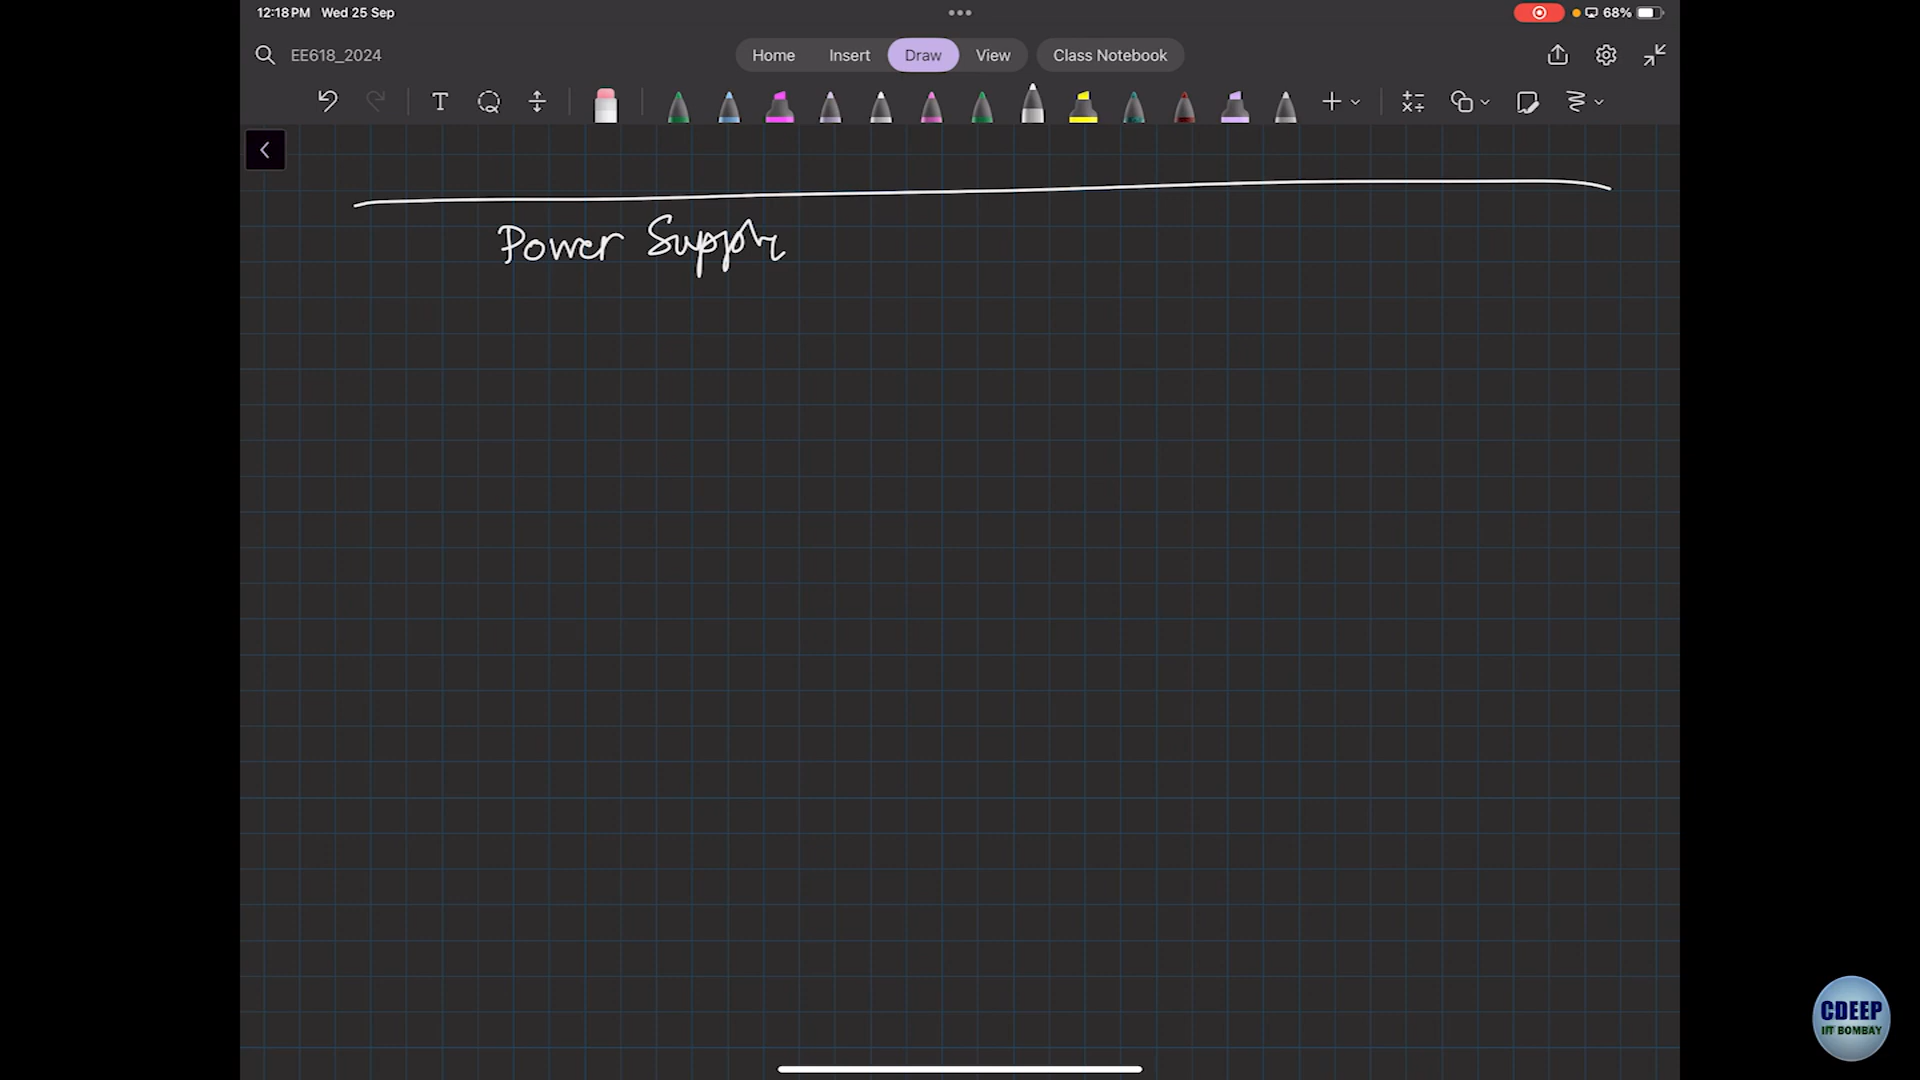 12:18 PM Wed 25 Sep
68%
EE618_2024
Home Insert Draw View Class Notebook
T
Power Supply
CDEEP
IIT BOMBAY